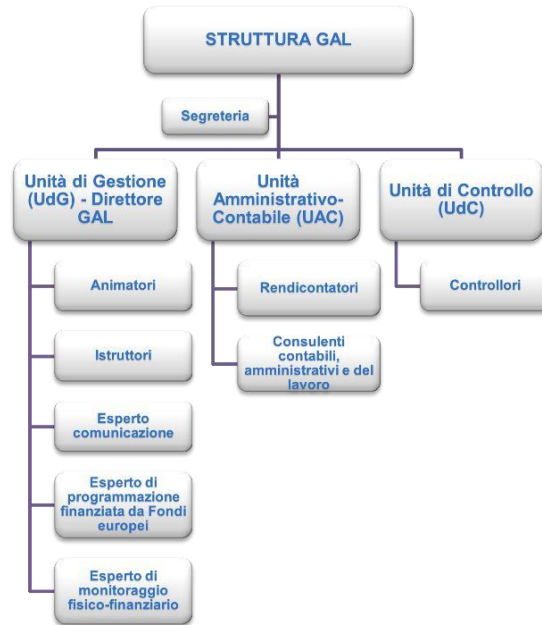 STRUTTURA GAL
Segreteria
Unità di Gestione
(UdG) - Direttore
GAL
Unità
Amministrativo-
Contabile (UAC)
Unità di Controllo
(UdC)
Animatori
Istruttori
Esperto
comunicazione
Esperto di
programmazione
finanziata da Fondi
europei
Esperto di
monitoraggio
fisico-finanziario
Rendicontatori
Consulenti
contabili,
amministrativi e del
lavoro
Controllori